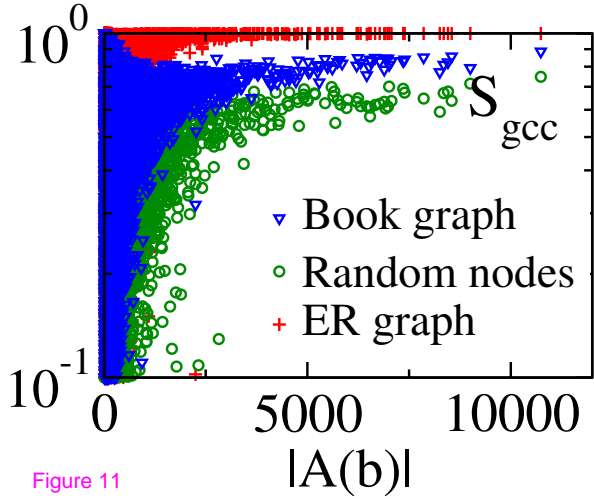 10^0
S_gcc
Book graph
Random nodes
ER graph
10^-1
0 5000 10000
|A(b)|
Figure 11